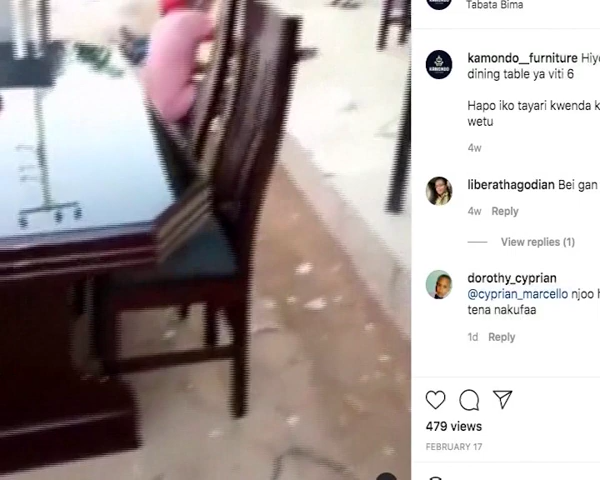 Tabata Bima
kamondo__furniture Hiyo
dining table ya viti 6
Hapo iko tayari kwenda k
wetu
4w
liberathagodian Bei gan
4w Reply
View replies (1)
dorothy_cyprian
@cyprian_marcello njoo h
tena nakufaa
1d Reply
479 views
FEBRUARY 17